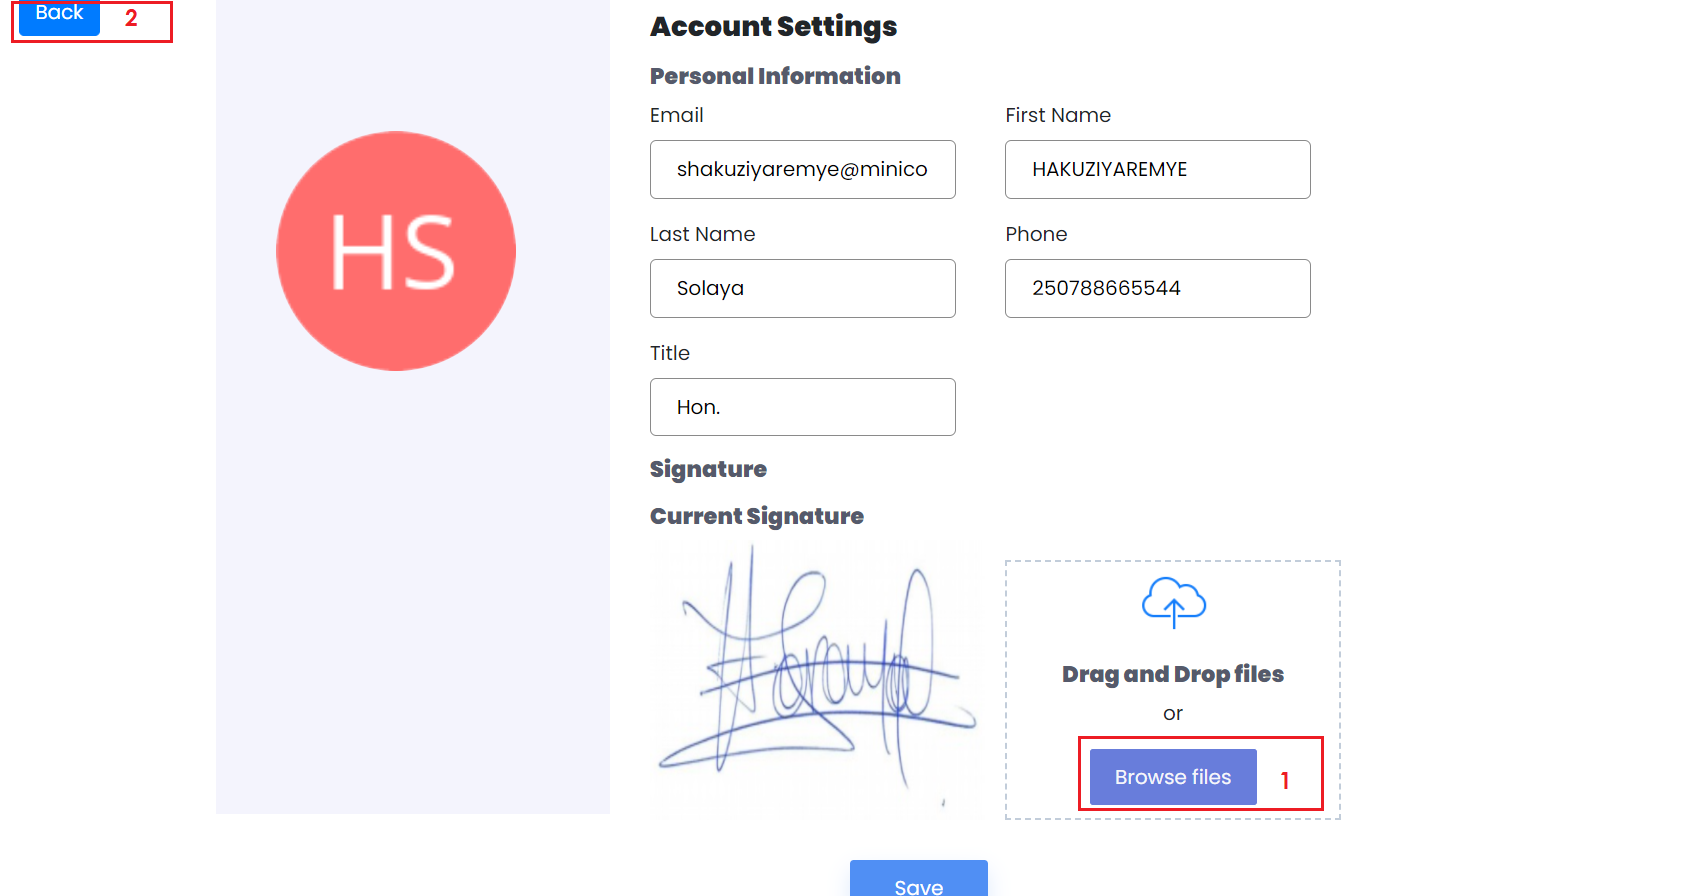 Back 2
Account Settings
Personal Information
Email First Name
shakuziyaremye@minico HAKUZIYAREMYE
Last Name Phone
Solaya 250788665544
Title
Hon.
Signature
Current Signature
HS
Drag and Drop files
or
Browse files 1
Save